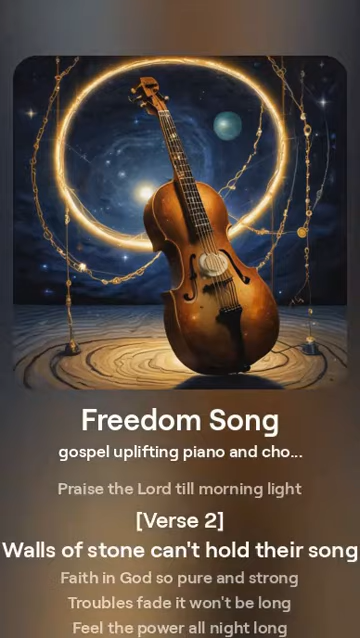 Freedom Song
gospel uplifting piano and cho...
Praise the Lord till morning light
[Verse 2]
Walls of stone can't hold their song
Faith in God so pure and strong
Troubles fade it won't be long
Feel the power all night long